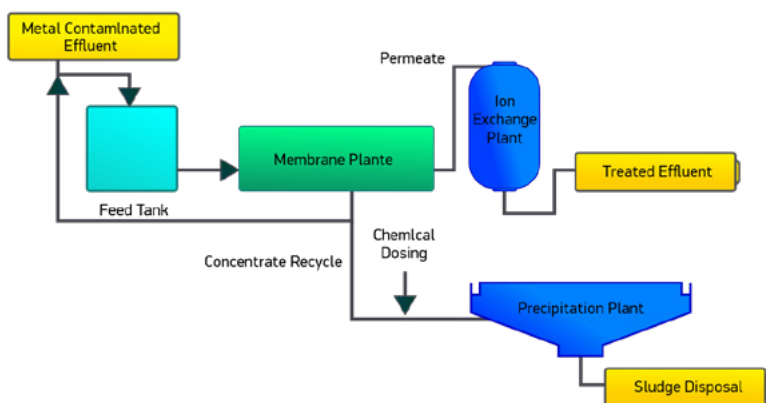 Metal Contamlnated
Effluent
Permeate
Ion
Exchange
Plant
Membrane Plante
Treated Effluent
Feed Tank
Chemlcal
Dosing
Concentrate Recycle
Precipitation Plant
Sludge Disposal